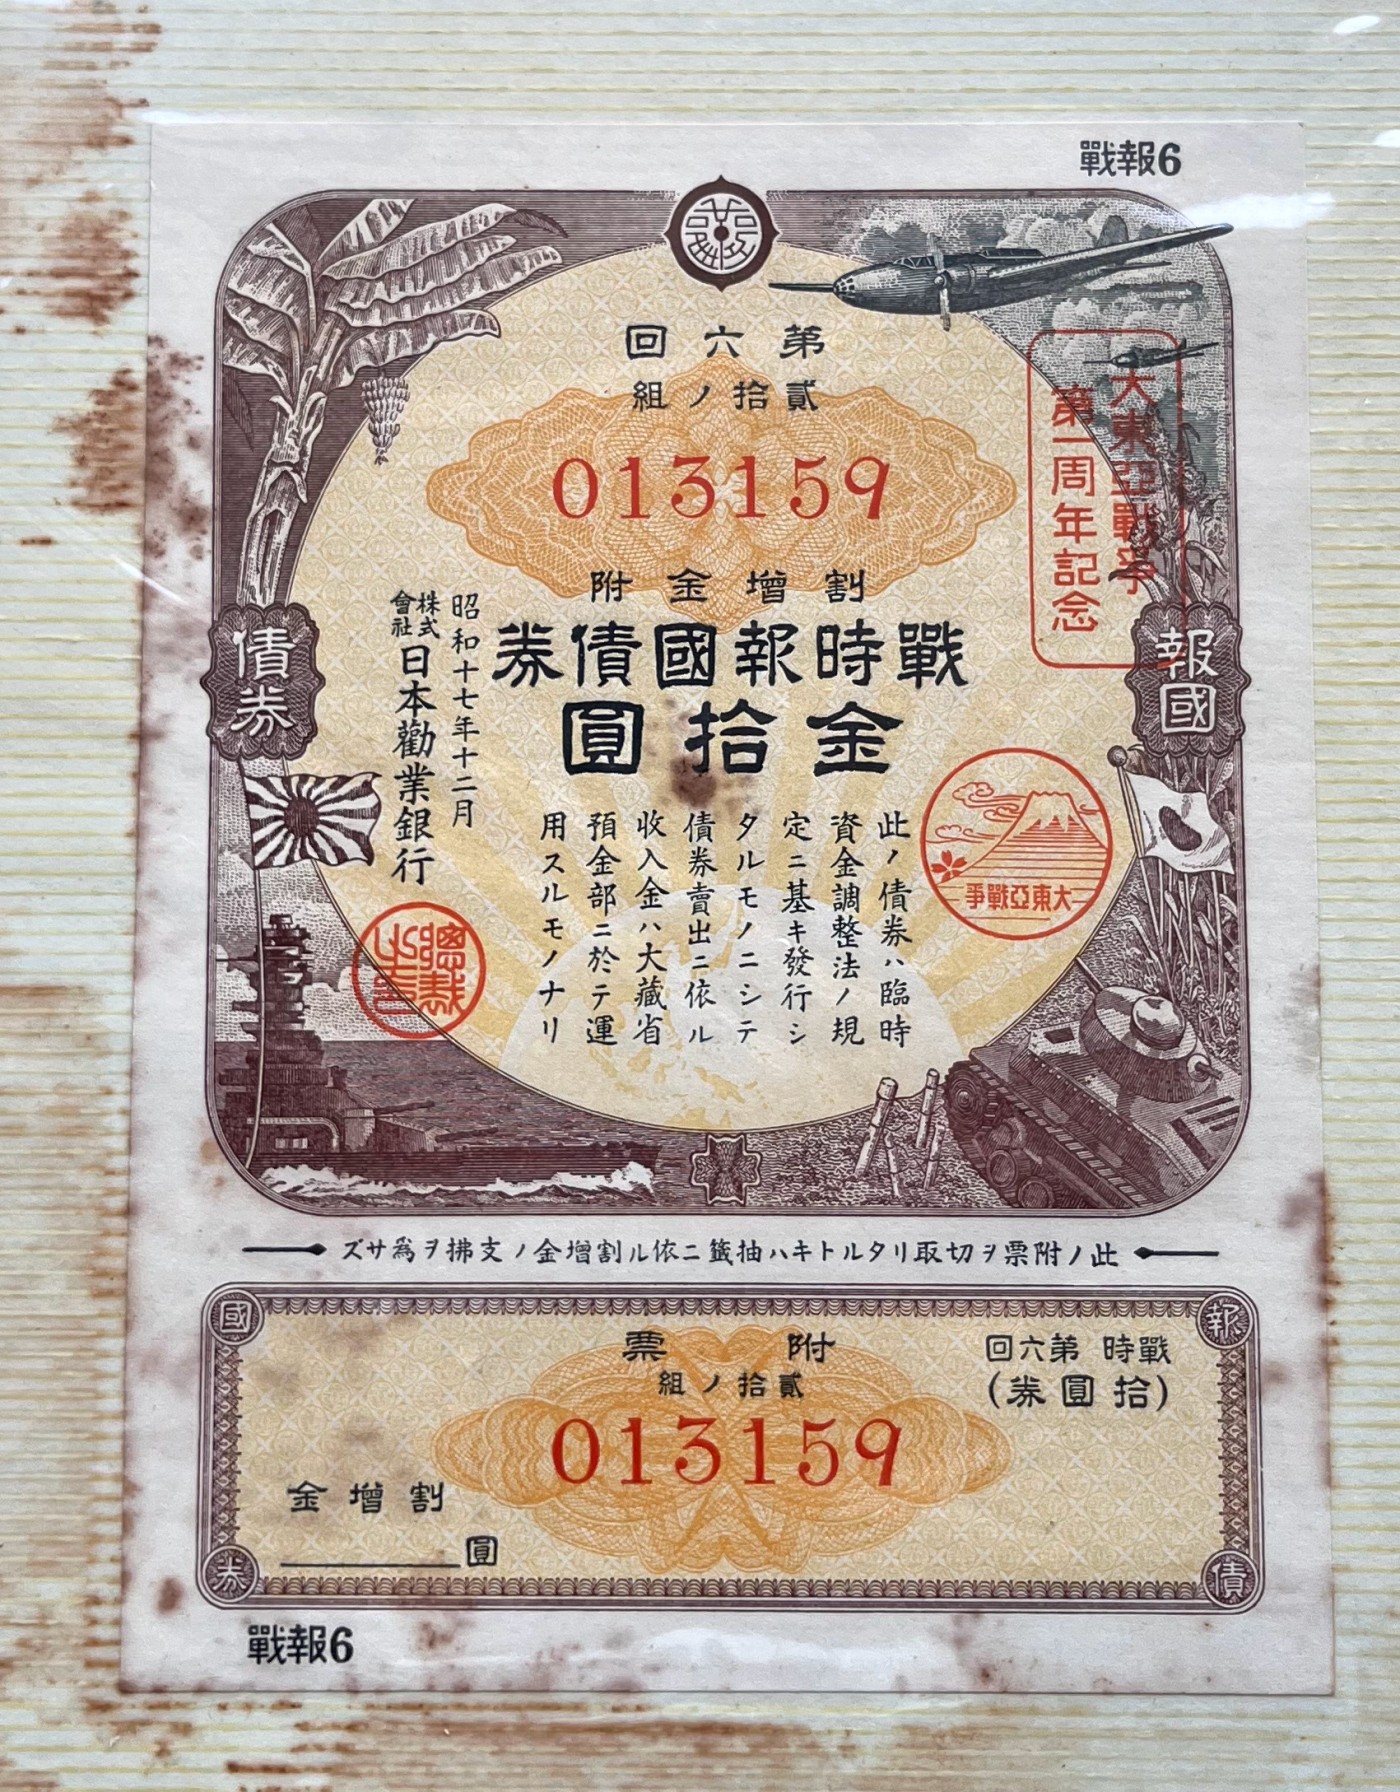 戰報6
第六回
貳拾ノ組
013159
大東亞戰爭
第一周年記念
割增金附
戰時報國債券
金拾圓
報國
債券
昭和十七年十二月
株式會社日本勸業銀行
總裁之印
大東亞戰爭
此ノ債券ハ臨時
資金調整法ノ規
定ニ基キ發行シ
タルモノニシテ
債券賣出ニ依ル
收入金ハ大藏省
預金部ニ於テ運
用スルモノナリ
此ノ附票ヲ切取リタルトキハ抽籤ニ依ル割增金ノ支拂ヲ爲サズ
報
國
債
券
戰時 第六回
(拾圓券)
附票
貳拾ノ組
013159
割增金
圓
戰報6